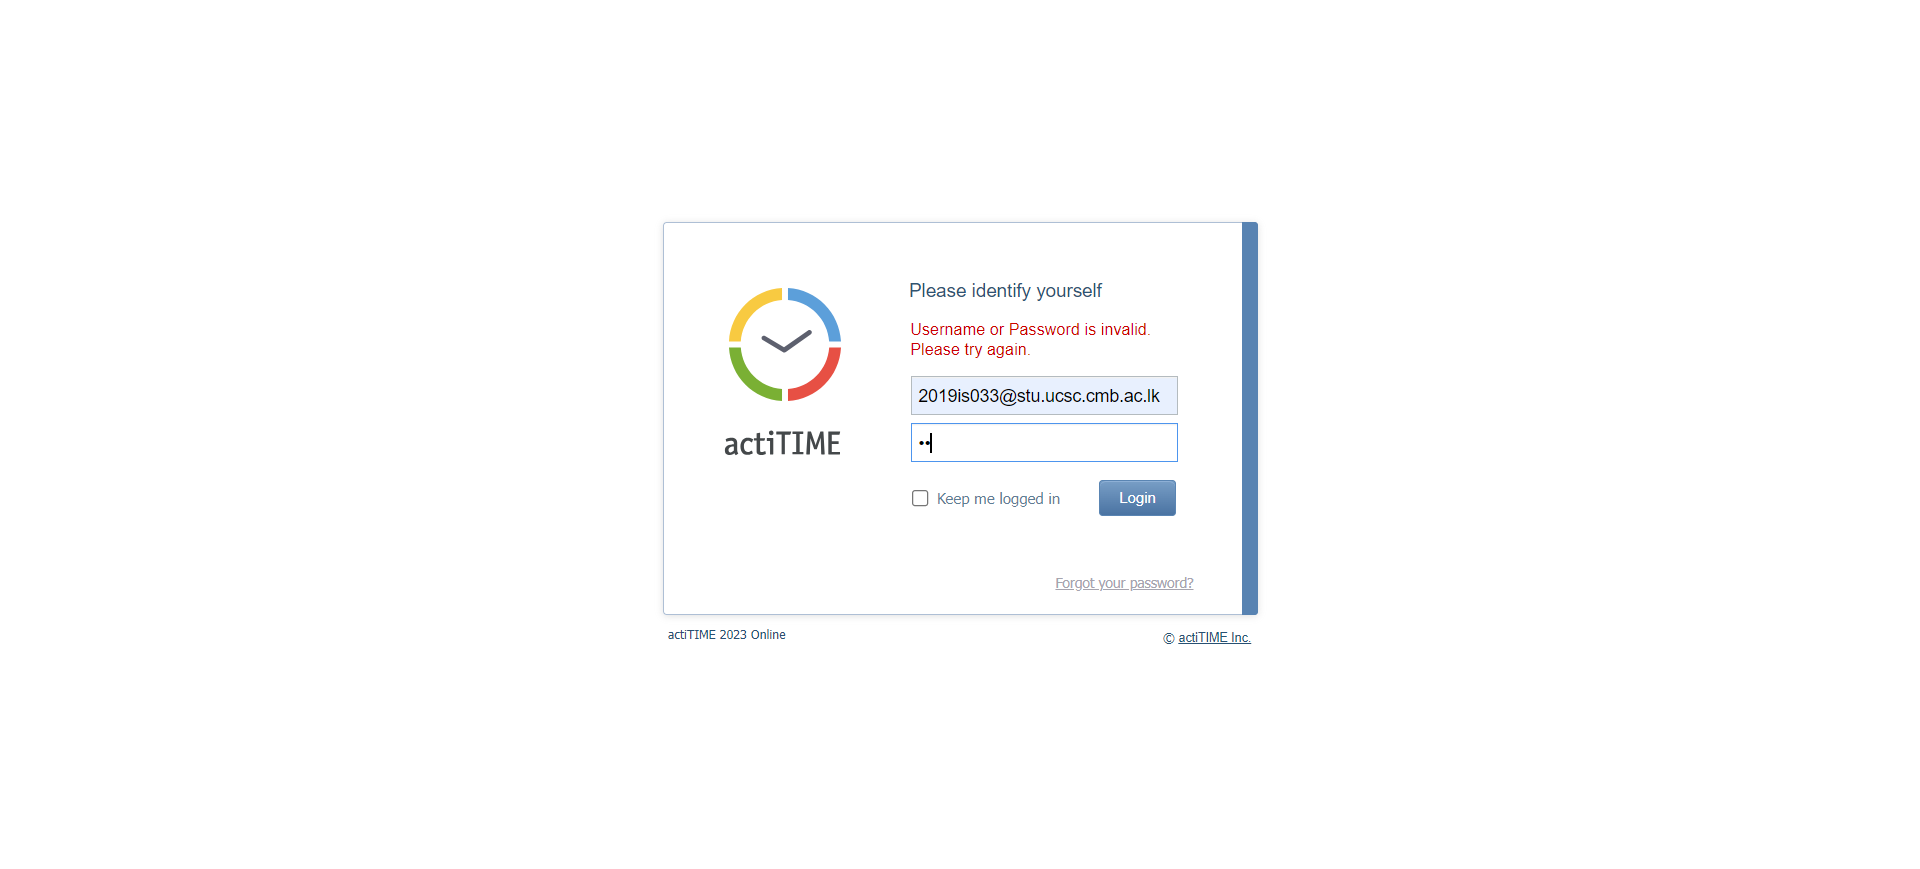 Please identify yourself
Username or Password is invalid.
Please try again.
2019is033@stu.ucsc.cmb.ac.lk
••
actiTIME
Keep me logged in
Login
Forgot your password?
actiTIME 2023 Online
© actiTIME Inc.